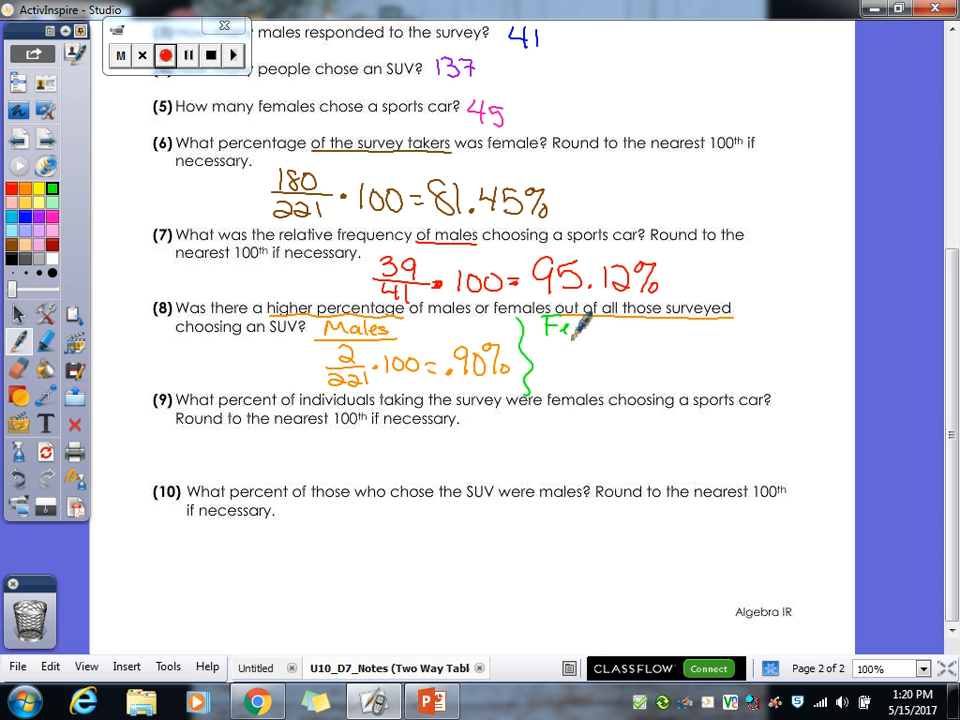 ActivInspire - Studio
M
males responded to the survey? 41
people chose an SUV? 137
(5) How many females chose a sports car? 45
(6) What percentage of the survey takers was female? Round to the nearest 100th if
necessary.
180/221 · 100 = 81.45%
(7) What was the relative frequency of males choosing a sports car? Round to the
nearest 100th if necessary.
39/41 · 100 = 95.12%
(8) Was there a higher percentage of males or females out of all those surveyed
choosing an SUV? Males Fe
2/221 · 100 = .90%
(9) What percent of individuals taking the survey were females choosing a sports car?
Round to the nearest 100th if necessary.
(10) What percent of those who chose the SUV were males? Round to the nearest 100th
if necessary.
Algebra IR
File Edit View Insert Tools Help Untitled U10_D7_Notes (Two Way Tabl CLASSFLOW Connect Page 2 of 2 100%
1:20 PM
5/15/2017